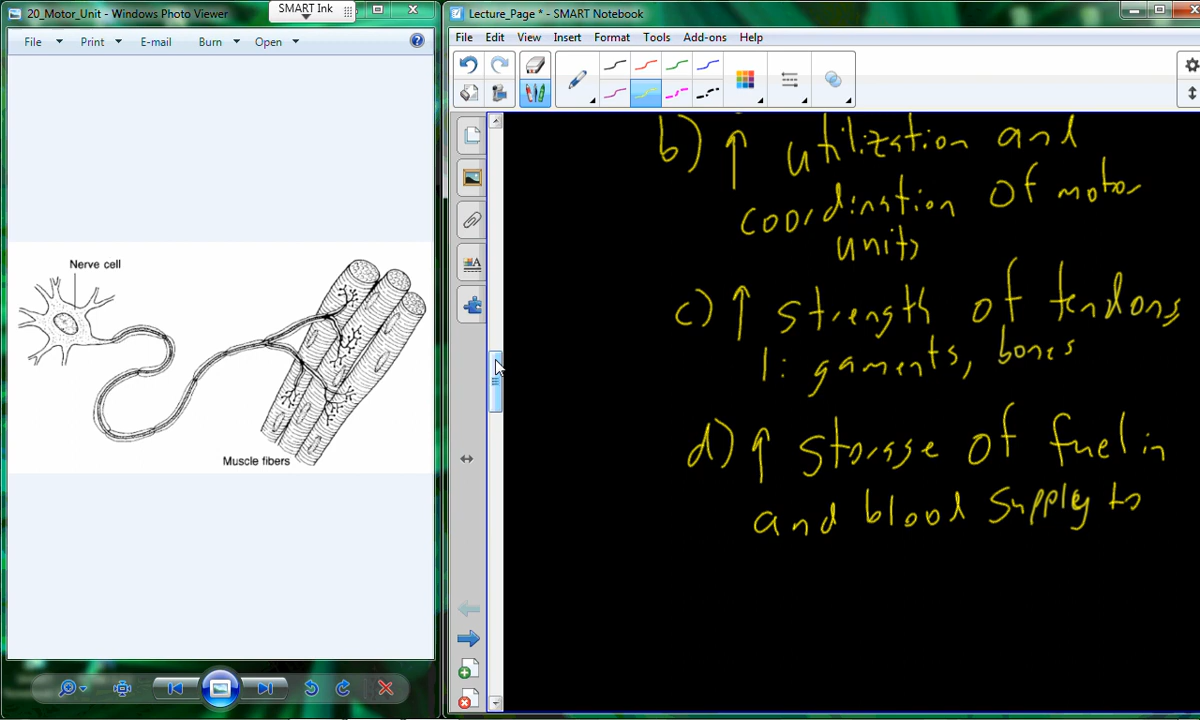 20_Motor_Unit - Windows Photo Viewer
SMART Ink
File Print E-mail Burn Open
Nerve cell
Muscle fibers
Lecture_Page * - SMART Notebook
File Edit View Insert Format Tools Add-ons Help
b) ↑ utilization and
coordination of motor
units
c) ↑ strength of tendons,
ligaments, bones
d) ↑ storage of fuel in
and blood supply to